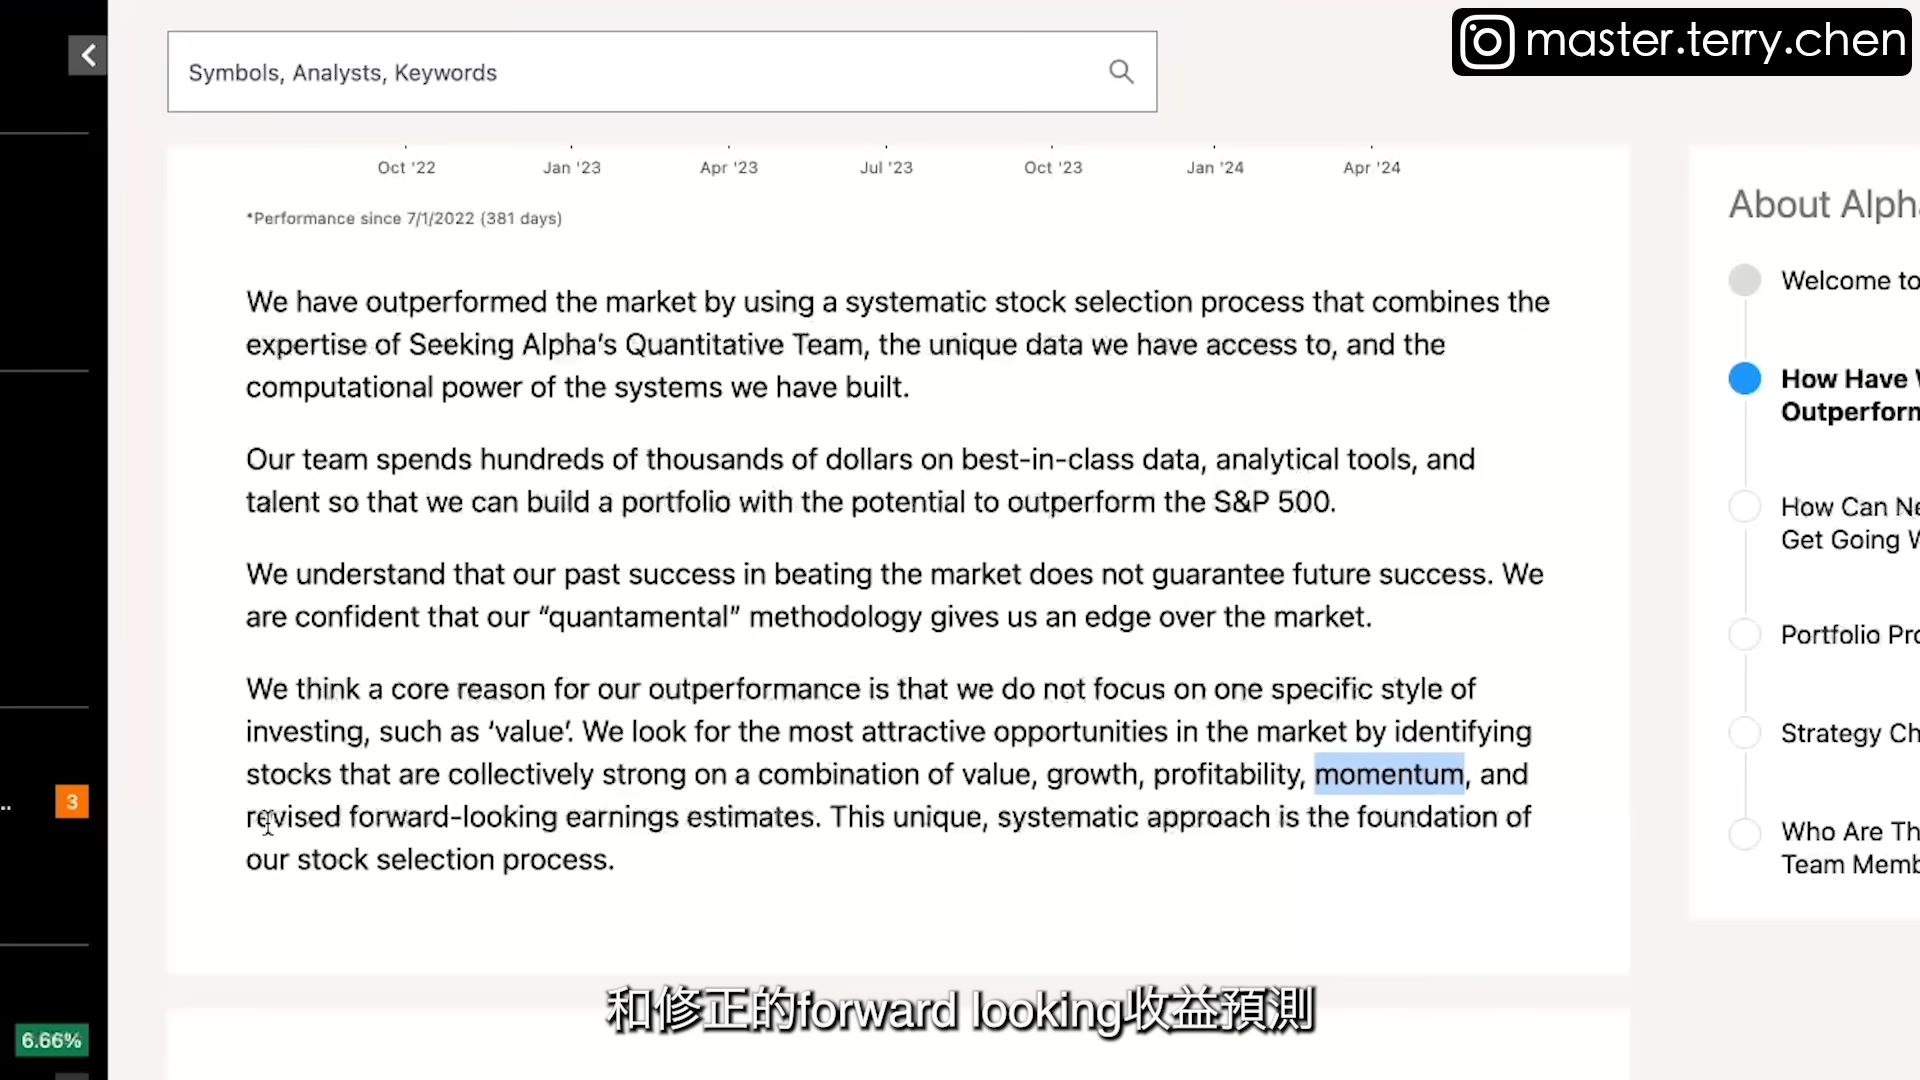 master.terry.chen
Symbols, Analysts, Keywords
Oct '22
Jan '23
Apr '23
Jul '23
Oct '23
Jan '24
Apr '24
*Performance since 7/1/2022 (381 days)
We have outperformed the market by using a systematic stock selection process that combines the
expertise of Seeking Alpha’s Quantitative Team, the unique data we have access to, and the
computational power of the systems we have built.
Our team spends hundreds of thousands of dollars on best-in-class data, analytical tools, and
talent so that we can build a portfolio with the potential to outperform the S&P 500.
We understand that our past success in beating the market does not guarantee future success. We
are confident that our “quantamental” methodology gives us an edge over the market.
We think a core reason for our outperformance is that we do not focus on one specific style of
investing, such as ‘value’. We look for the most attractive opportunities in the market by identifying
stocks that are collectively strong on a combination of value, growth, profitability, momentum, and
revised forward-looking earnings estimates. This unique, systematic approach is the foundation of
our stock selection process.
About Alph
Welcome to
How Have
Outperfor
How Can Ne
Get Going
Portfolio Pro
Strategy Ch
Who Are Th
Team Memb
...
3
6.66%
和修正的forward looking收益預測